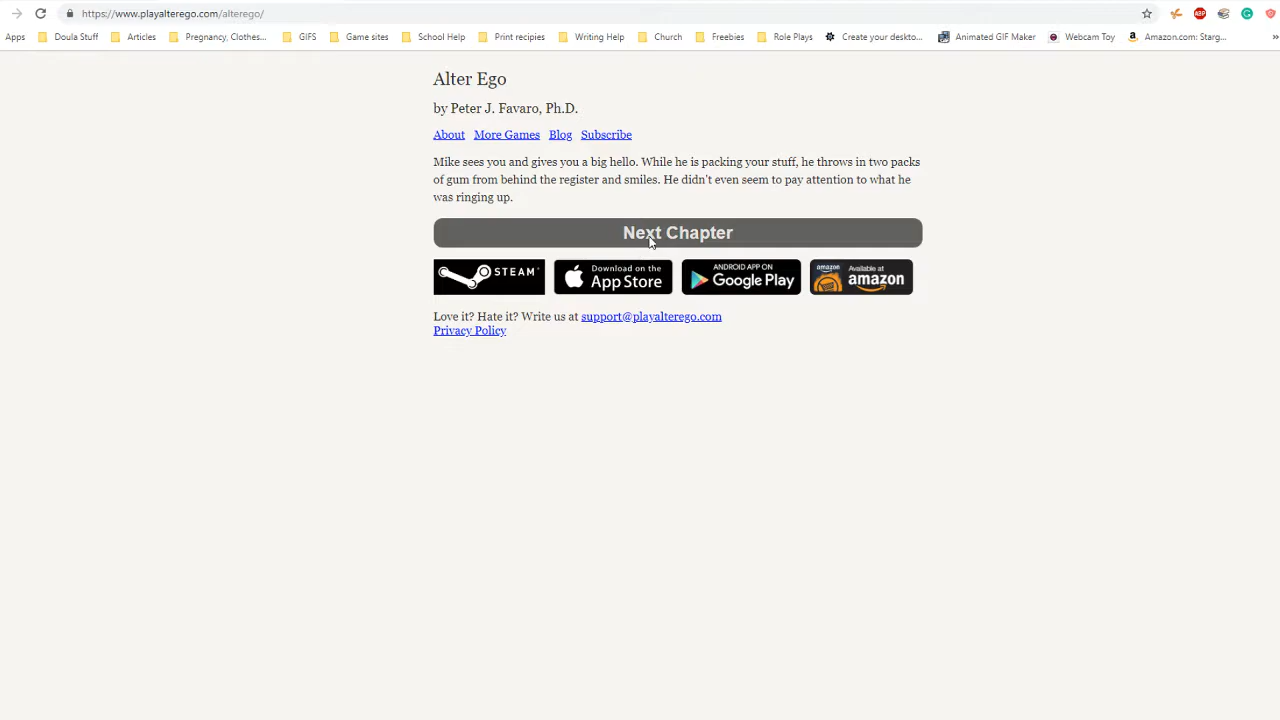 https://www.playalterego.com/alterego/
ABP
Apps Doula Stuff Articles Pregnancy, Clothes... GIFS Game sites School Help Print recipies Writing Help Church Freebies Role Plays Create your deskto... Animated GIF Maker Webcam Toy Amazon.com: Starg... »
Alter Ego
by Peter J. Favaro, Ph.D.
About More Games Blog Subscribe
Mike sees you and gives you a big hello. While he is packing your stuff, he throws in two packs
of gum from behind the register and smiles. He didn't even seem to pay attention to what he
was ringing up.
Next Chapter
STEAM
Download on the
App Store
ANDROID APP ON
Google Play
amazon
Available at
amazon
Love it? Hate it? Write us at support@playalterego.com
Privacy Policy